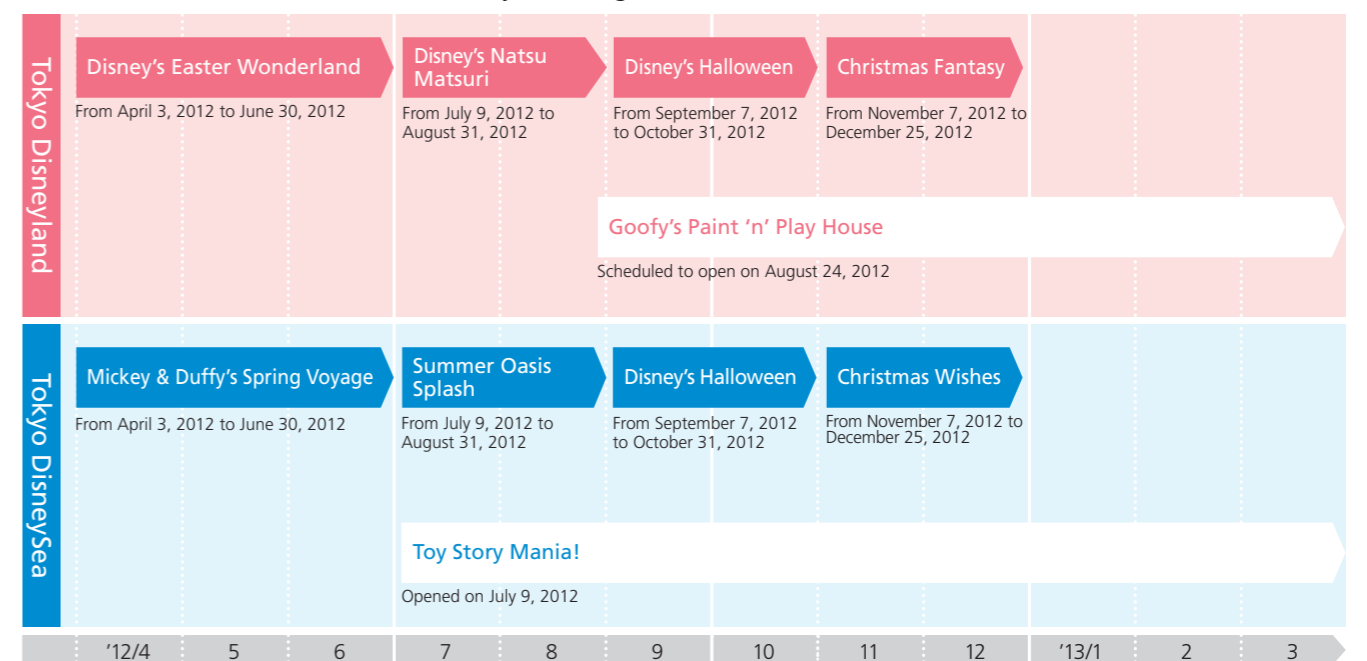 Tokyo Disneyland
Disney's Easter Wonderland
From April 3, 2012 to June 30, 2012
Disney's Natsu
Matsuri
From July 9, 2012 to
August 31, 2012
Disney's Halloween
From September 7, 2012
to October 31, 2012
Christmas Fantasy
From November 7, 2012 to
December 25, 2012
Goofy's Paint ‘n’ Play House
Scheduled to open on August 24, 2012
Tokyo DisneySea
Mickey & Duffy's Spring Voyage
From April 3, 2012 to June 30, 2012
Summer Oasis
Splash
From July 9, 2012 to
August 31, 2012
Disney's Halloween
From September 7, 2012
to October 31, 2012
Christmas Wishes
From November 7, 2012 to
December 25, 2012
Toy Story Mania!
Opened on July 9, 2012
’12/4 5 6 7 8 9 10 11 12 ’13/1 2 3